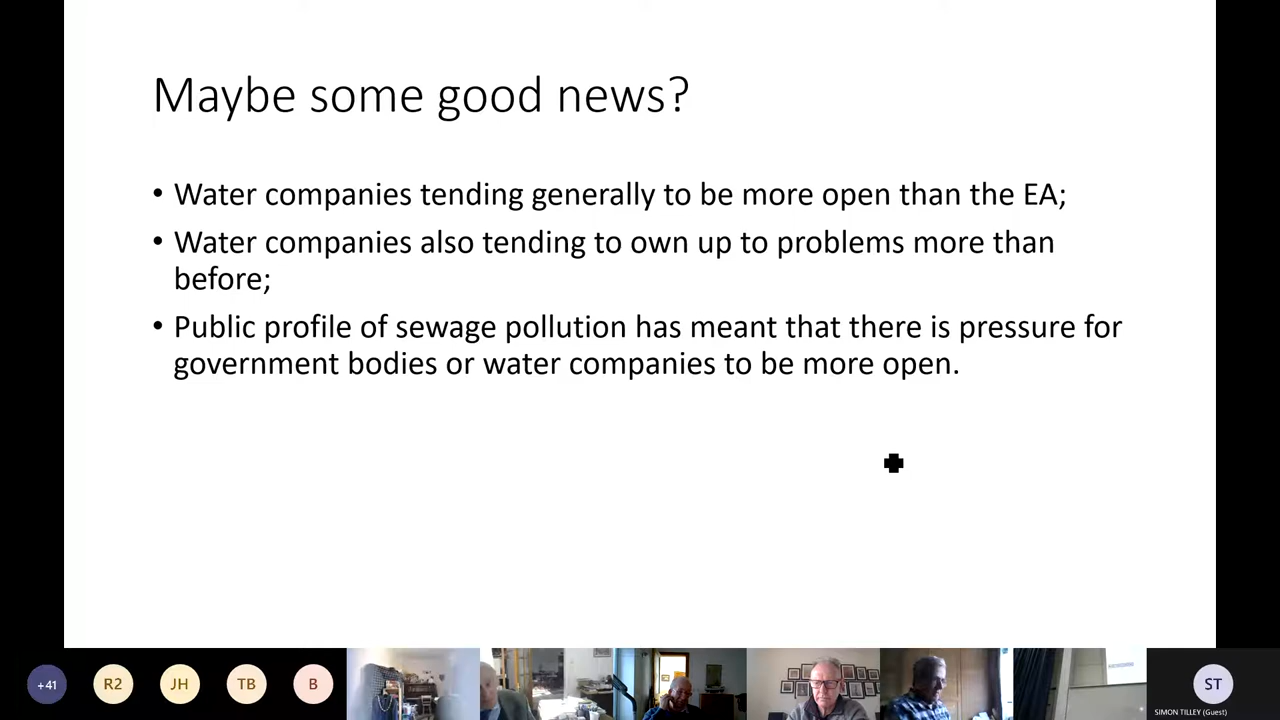 Maybe some good news?
• Water companies tending generally to be more open than the EA;
• Water companies also tending to own up to problems more than
before;
• Public profile of sewage pollution has meant that there is pressure for
government bodies or water companies to be more open.
+41
R2
JH
TB
B
ST
SIMON TILLEY (Guest)